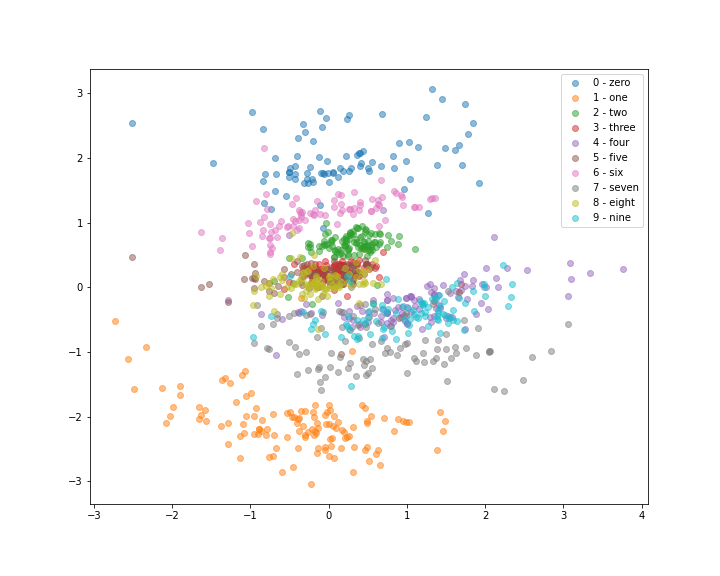 0 - zero
1 - one
2 - two
3 - three
4 - four
5 - five
6 - six
7 - seven
8 - eight
9 - nine
3
2
1
0
−1
−2
−3
−3 −2 −1 0 1 2 3 4